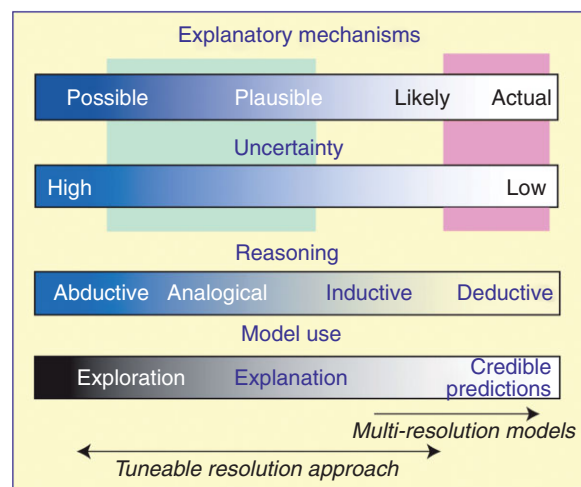 Explanatory mechanisms
Possible Plausible Likely Actual
Uncertainty
High Low
Reasoning
Abductive Analogical Inductive Deductive
Model use
Exploration Explanation Credible
predictions
Multi-resolution models
Tuneable resolution approach